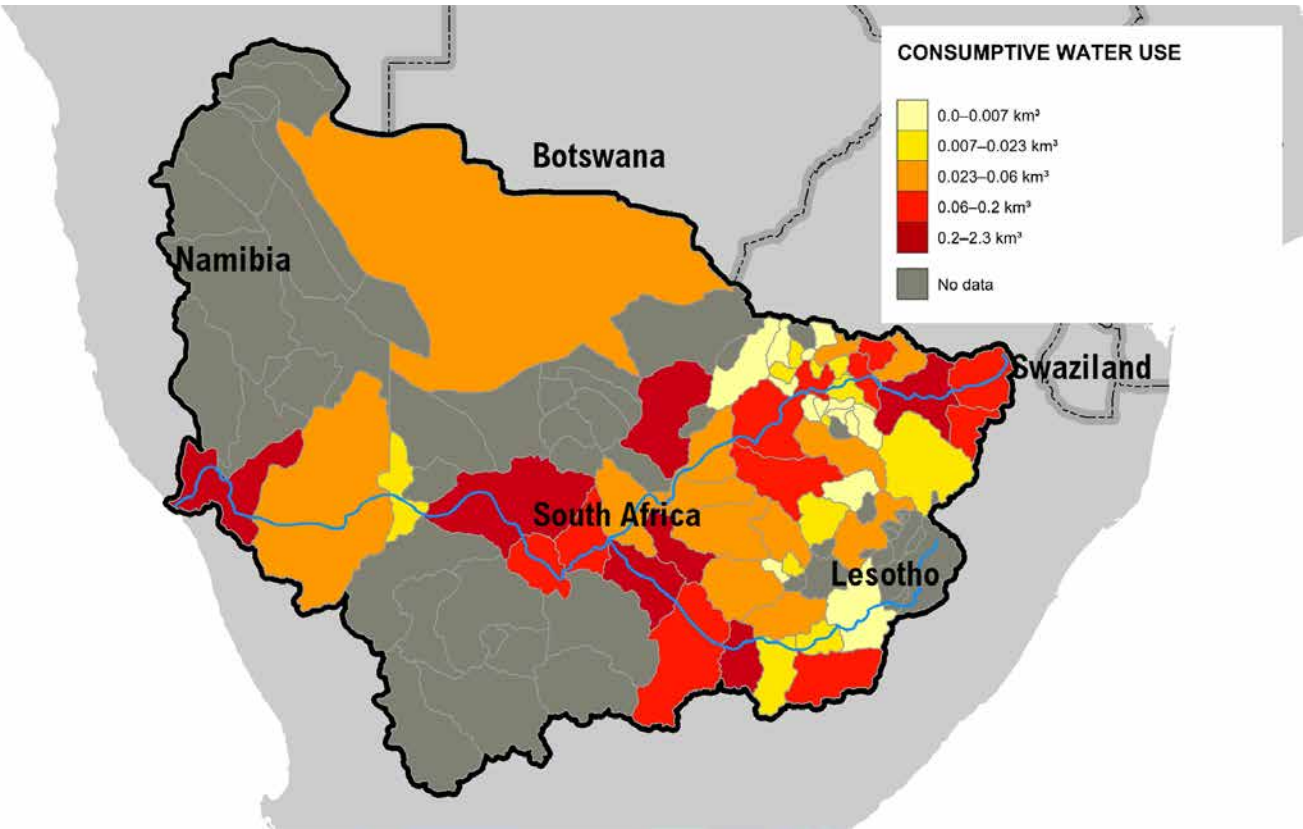 CONSUMPTIVE WATER USE
0.0–0.007 km³
0.007–0.023 km³
0.023–0.06 km³
0.06–0.2 km³
0.2–2.3 km³
No data
Botswana
Namibia
Swaziland
South Africa
Lesotho